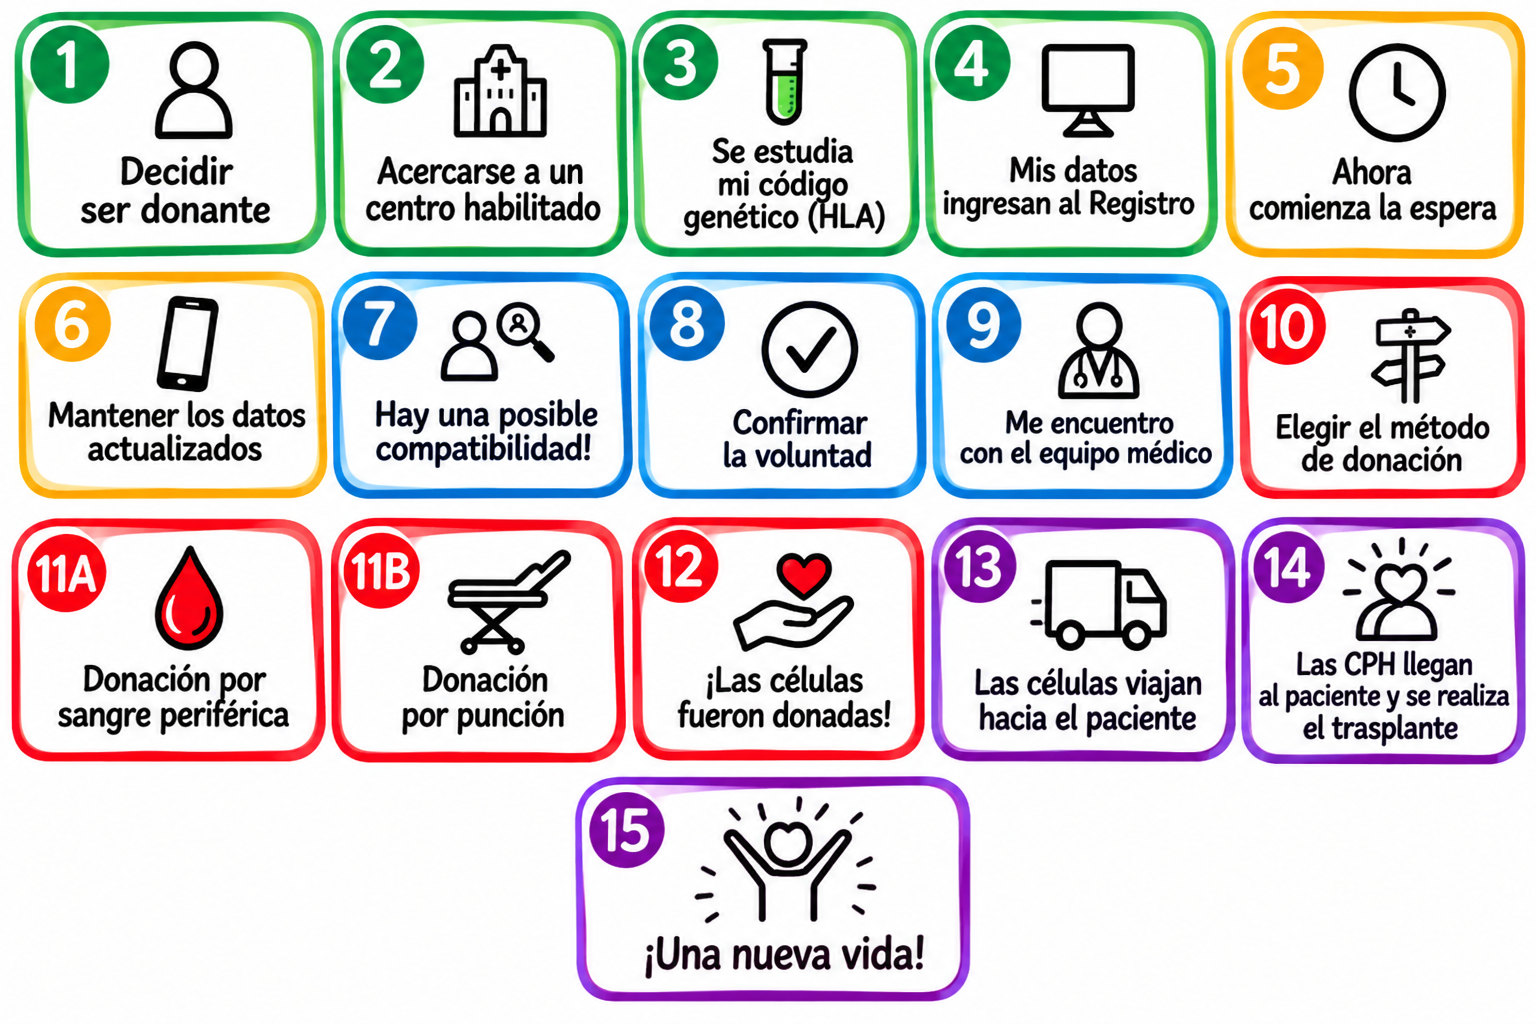 1
Decidir
ser donante
2
Acercarse a un
centro habilitado
3
Se estudia
mi código
genético (HLA)
4
Mis datos
ingresan al Registro
5
Ahora
comienza la espera
6
Mantener los datos
actualizados
7
Hay una posible
compatibilidad!
8
Confirmar
la voluntad
9
Me encuentro
con el equipo médico
10
Elegir el método
de donación
11A
Donación por
sangre periférica
11B
Donación
por punción
12
¡Las células
fueron donadas!
13
Las células viajan
hacia el paciente
14
Las CPH llegan
al paciente y se realiza
el trasplante
15
¡Una nueva vida!